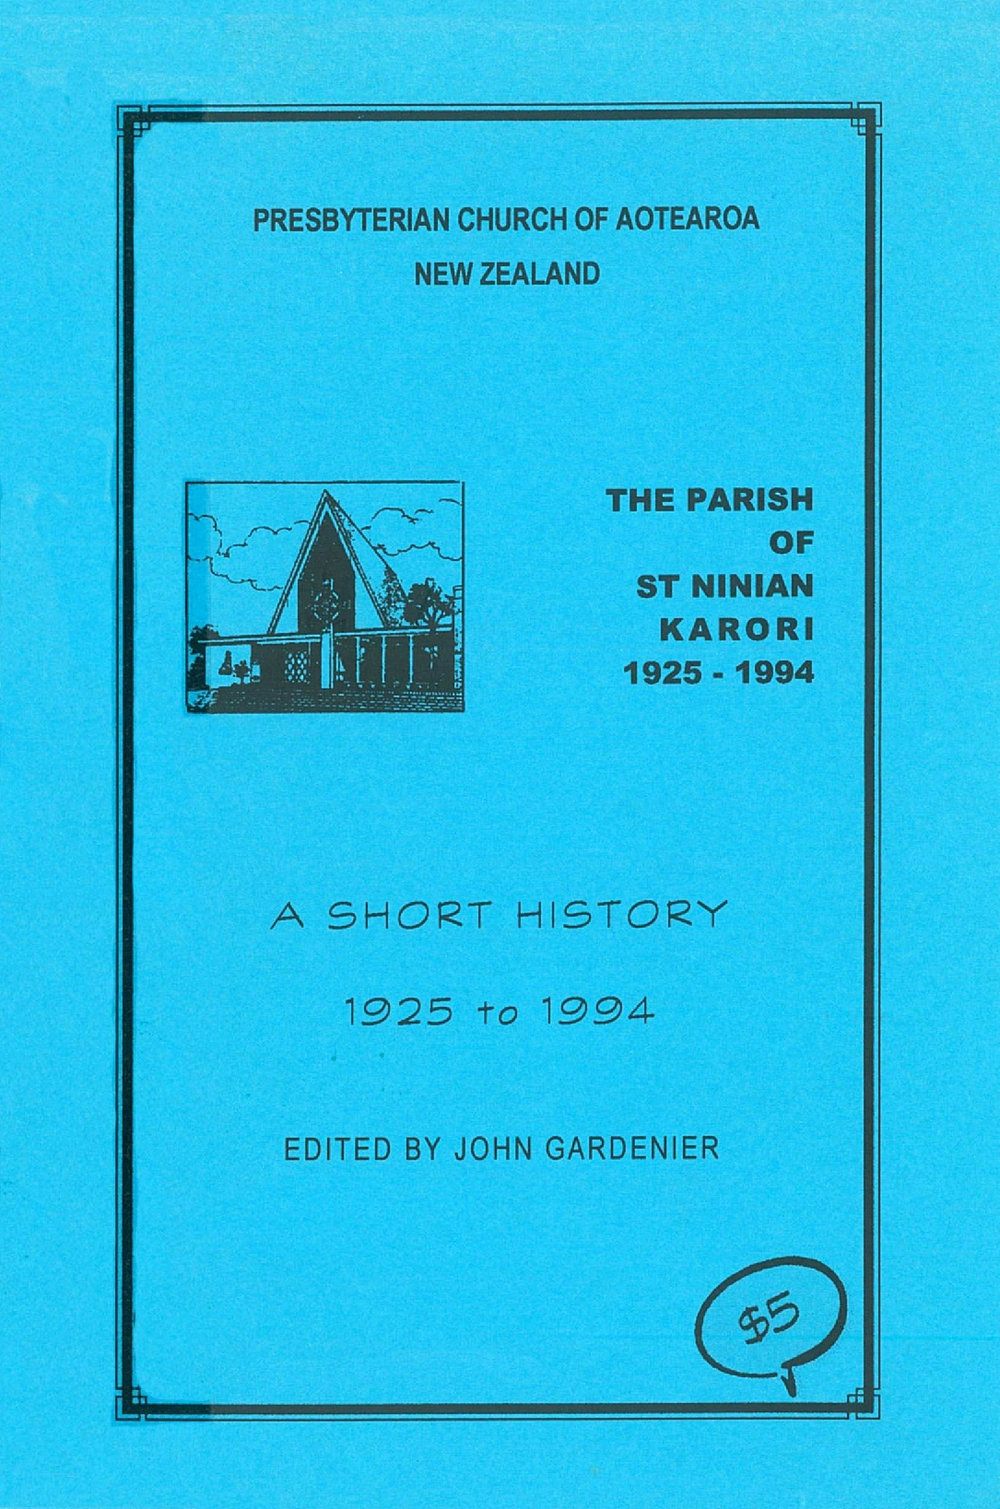 PRESBYTERIAN CHURCH OF AOTEAROA
NEW ZEALAND
THE PARISH
OF
ST NINIAN
KARORI
1925 - 1994
A SHORT HISTORY
1925 to 1994
EDITED BY JOHN GARDENIER
$5